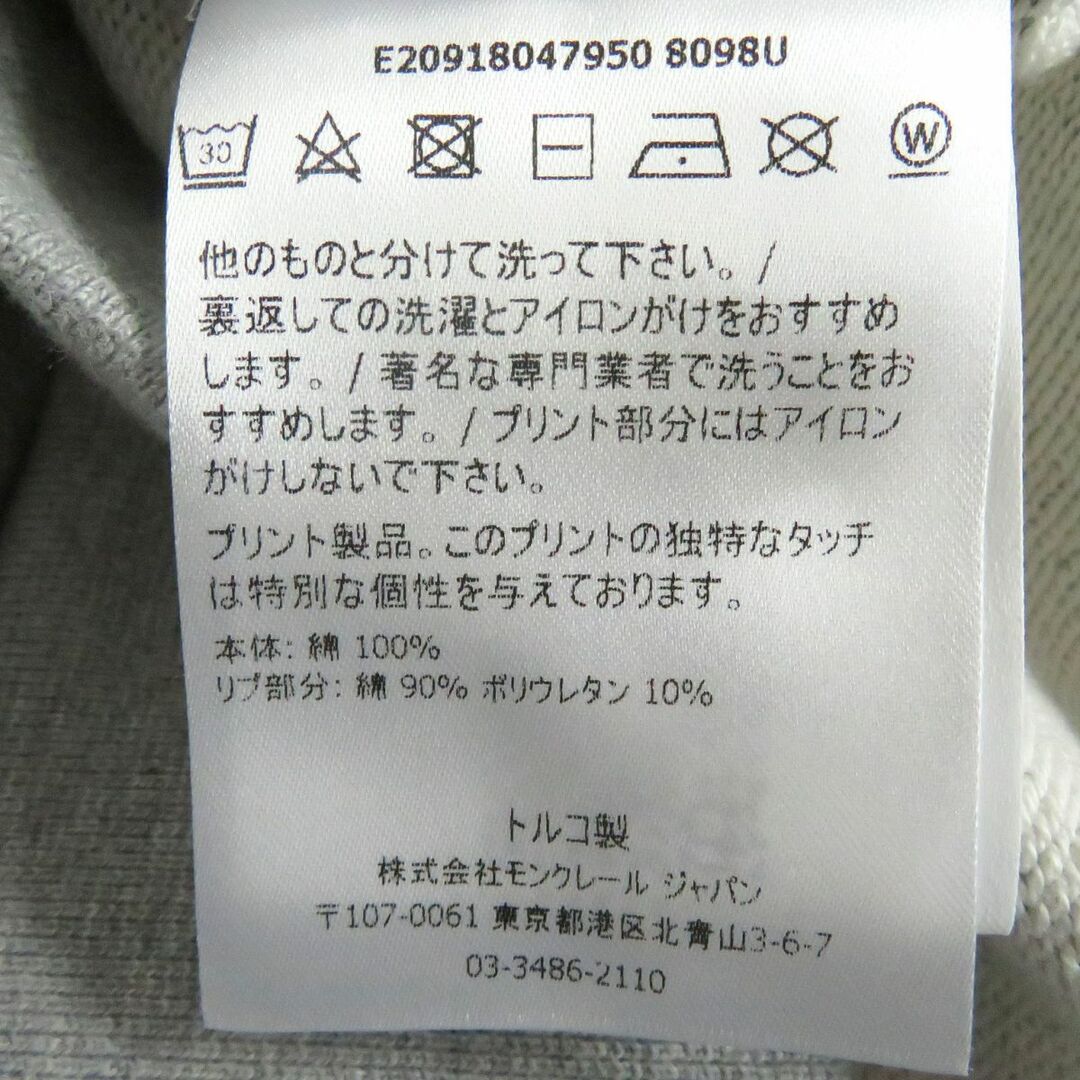 E20918047950 8098U
30
W
他のものと分けて洗って下さい。/
裏返しての洗濯とアイロンがけをおすすめ
します。/ 著名な専門業者で洗うことをお
すすめします。/ プリント部分にはアイロン
がけしないで下さい。
プリント製品。このプリントの独特なタッチ
は特別な個性を与えております。
本体: 綿 100%
リブ部分: 綿 90% ポリウレタン 10%
トルコ製
株式会社モンクレール ジャパン
〒107-0061 東京都港区北青山3-6-7
03-3486-2110